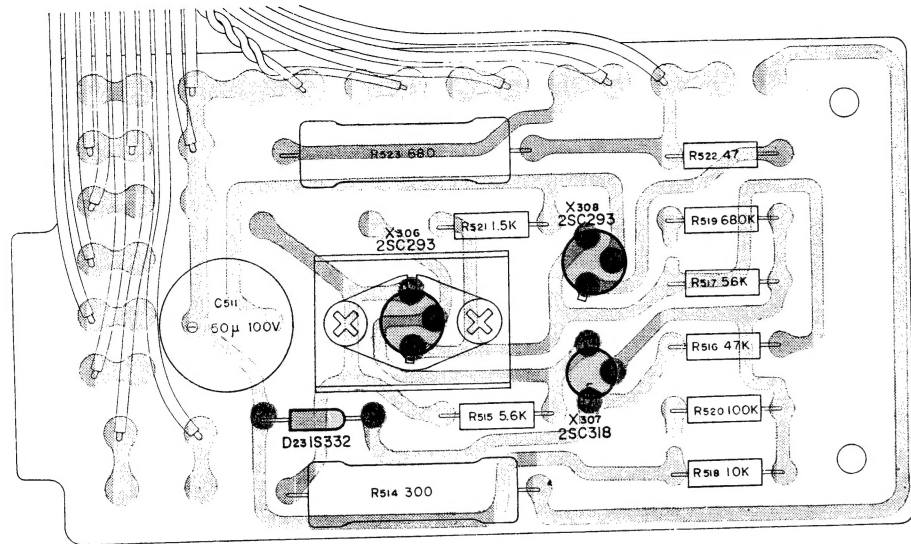 R523 680
R522 47
X308
2SC293
X306
2SC293
R521 1.5K
R519 680K
R517 56K
C511
50μ 100V
R516 47K
R515 5.6K
R520 100K
X307
2SC318
D23 1S332
R518 10K
R514 300